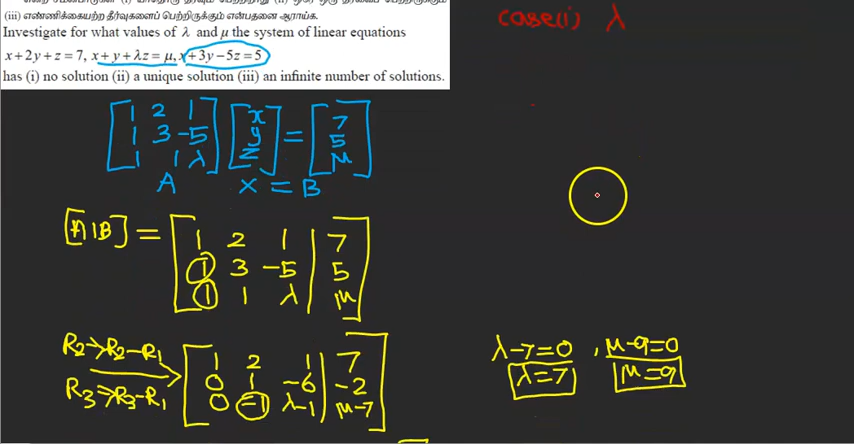 (iii) எண்ணிக்கையற்ற தீர்வுகளைப் பெற்றிருக்கும் என்பதனை ஆராய்க.
Investigate for what values of λ and μ the system of linear equations
x+2y+z=7, x+y+λz=μ, x+3y−5z=5
has (i) no solution (ii) a unique solution (iii) an infinite number of solutions.
case(i) λ
[1 2 1] [x] = [7]
[1 3 -5] [y] [5]
[1 1 λ] [z] [μ]
A X = B
[A|B] = [1 2 1 | 7]
[1 3 -5 | 5]
[1 1 λ | μ]
R2→R2-R1
R3→R3-R1
[1 2 1 | 7]
[0 1 -6 | -2]
[0 -1 λ-1 | μ-7]
λ-7=0, μ-9=0
λ=7 μ=9